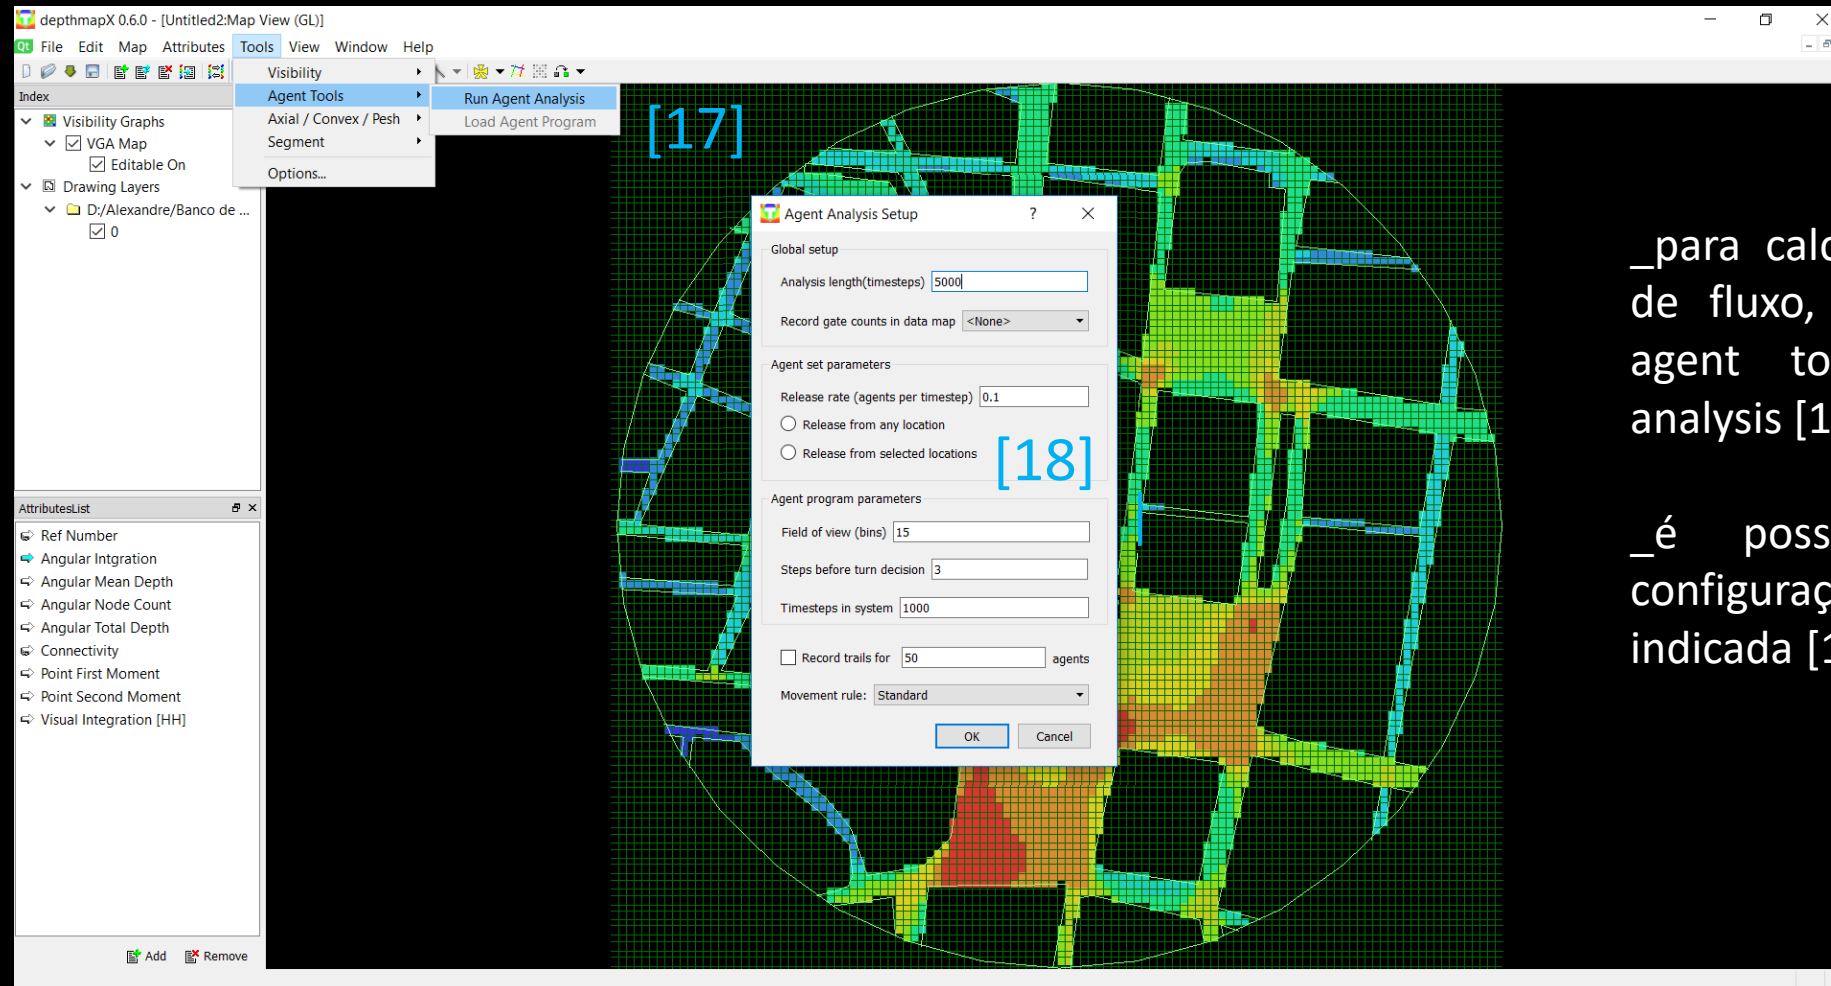 depthmapX 0.6.0 - [Untitled2:Map View (GL)]
File Edit Map Attributes Tools View Window Help
Index
Visibility Graphs
VGA Map
Editable On
Drawing Layers
D:/Alexandre/Banco de ...
0
Visibility
Agent Tools
Axial / Convex / Pesh
Segment
Options...
Run Agent Analysis
Load Agent Program
[17]
Agent Analysis Setup
Global setup
Analysis length(timesteps) 5000
Record gate counts in data map <None>
Agent set parameters
Release rate (agents per timestep) 0.1
Release from any location
Release from selected locations
[18]
Agent program parameters
Field of view (bins) 15
Steps before turn decision 3
Timesteps in system 1000
Record trails for 50 agents
Movement rule: Standard
OK Cancel
AttributesList
Ref Number
Angular Intgration
Angular Mean Depth
Angular Node Count
Angular Total Depth
Connectivity
Point First Moment
Point Second Moment
Visual Integration [HH]
Add Remove
_para
de fluxo,
agent
analysis
_é
indicada